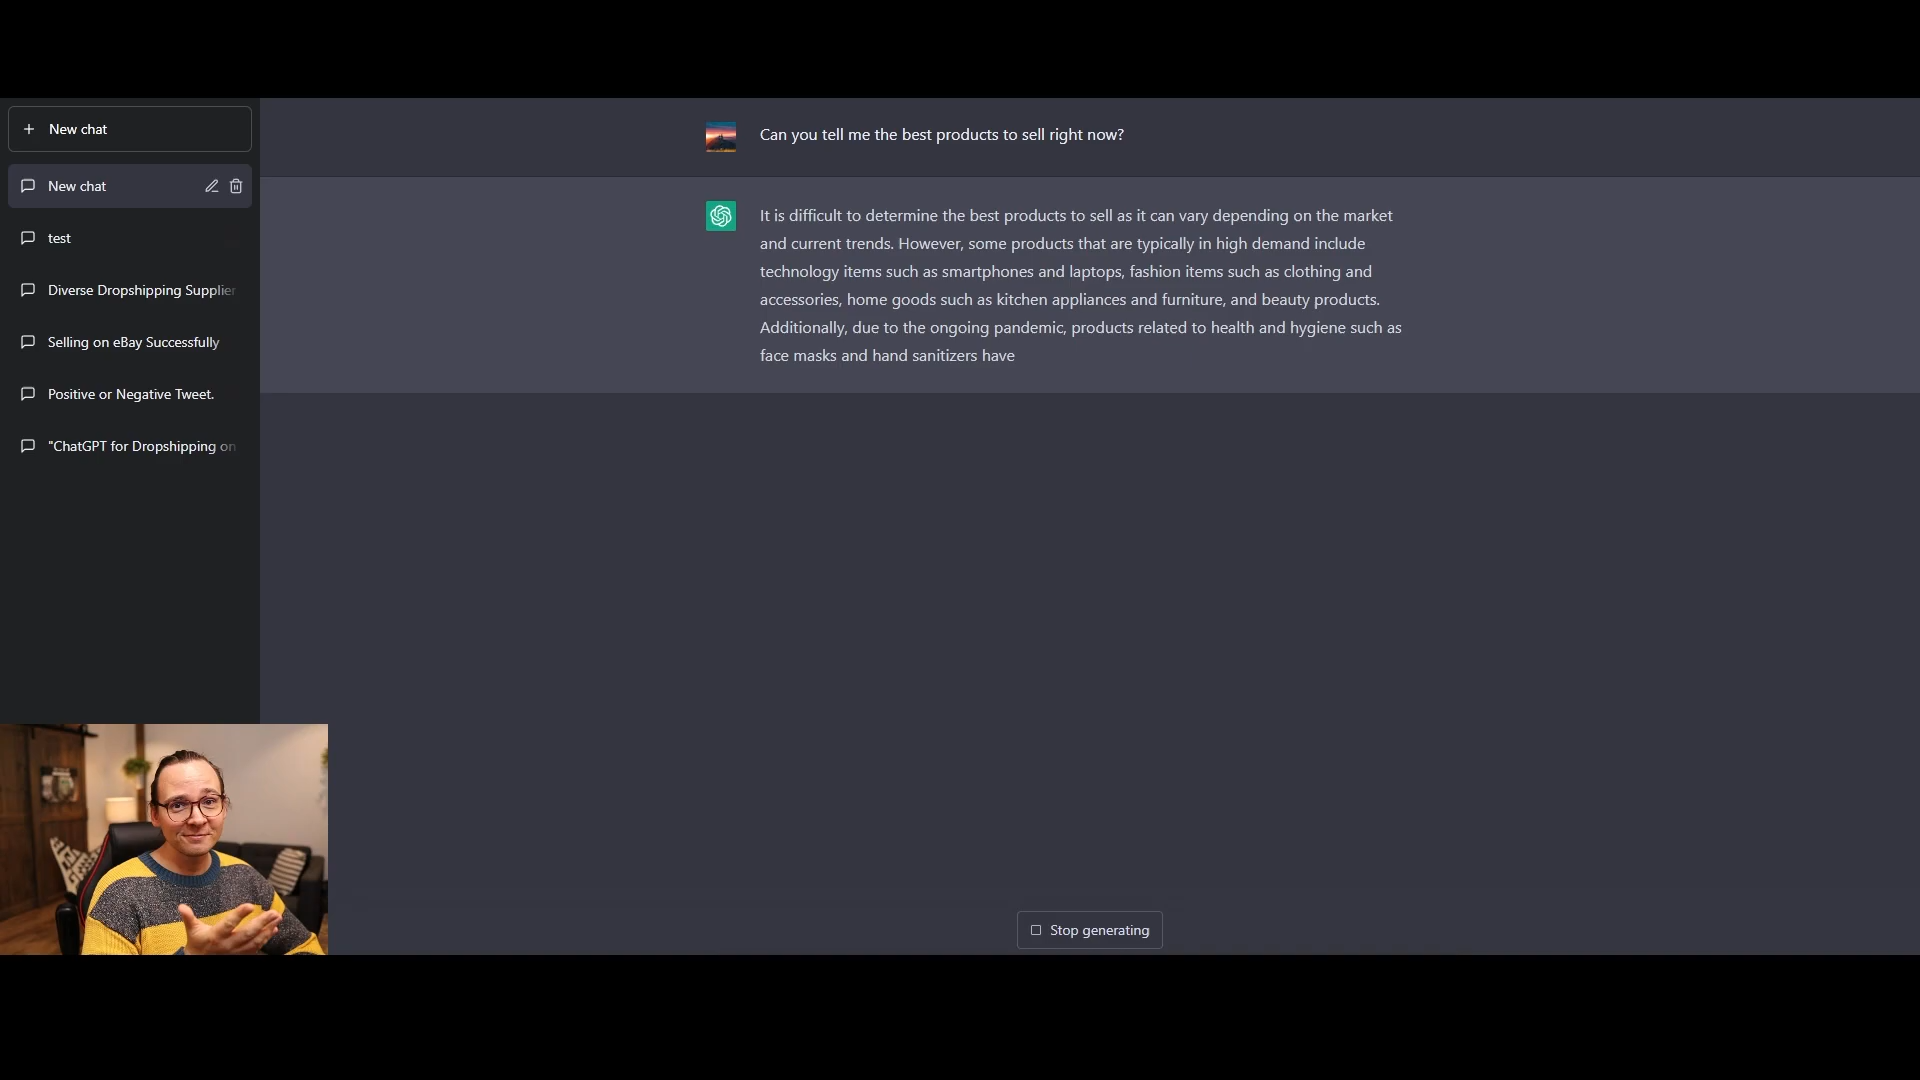 New chat
New chat
test
Diverse Dropshipping Supplier
Selling on eBay Successfully
Positive or Negative Tweet.
"ChatGPT for Dropshipping on
Can you tell me the best products to sell right now?
It is difficult to determine the best products to sell as it can vary depending on the market
and current trends. However, some products that are typically in high demand include
technology items such as smartphones and laptops, fashion items such as clothing and
accessories, home goods such as kitchen appliances and furniture, and beauty products.
Additionally, due to the ongoing pandemic, products related to health and hygiene such as
face masks and hand sanitizers have
Stop generating